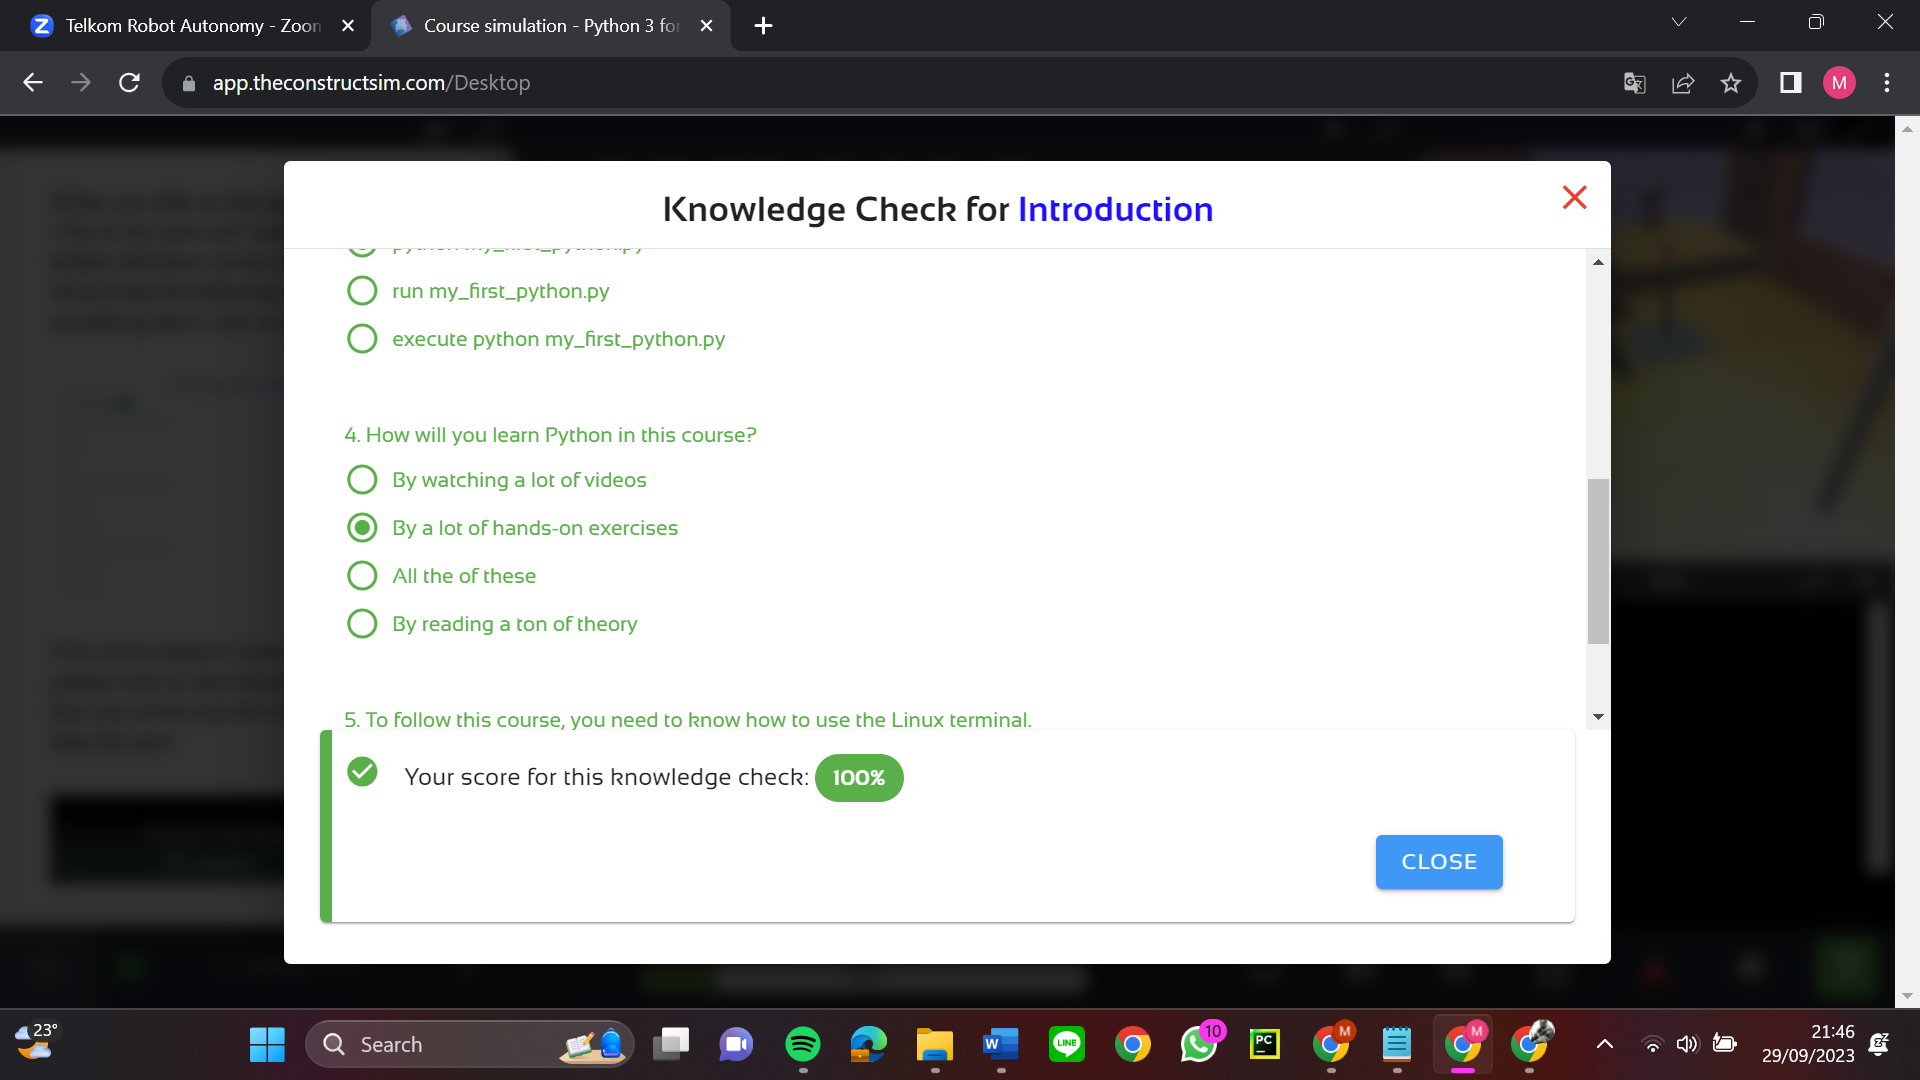 Telkom Robot Autonomy - Zoom
Course simulation - Python 3 for
app.theconstructsim.com/Desktop
M
Knowledge Check for Introduction
python my_first_python.py
run my_first_python.py
execute python my_first_python.py
4. How will you learn Python in this course?
By watching a lot of videos
By a lot of hands-on exercises
All the of these
By reading a ton of theory
5. To follow this course, you need to know how to use the Linux terminal.
Your score for this knowledge check: 100%
CLOSE
23°
Search
W
LINE
10
PC
M
M
21:46
29/09/2023